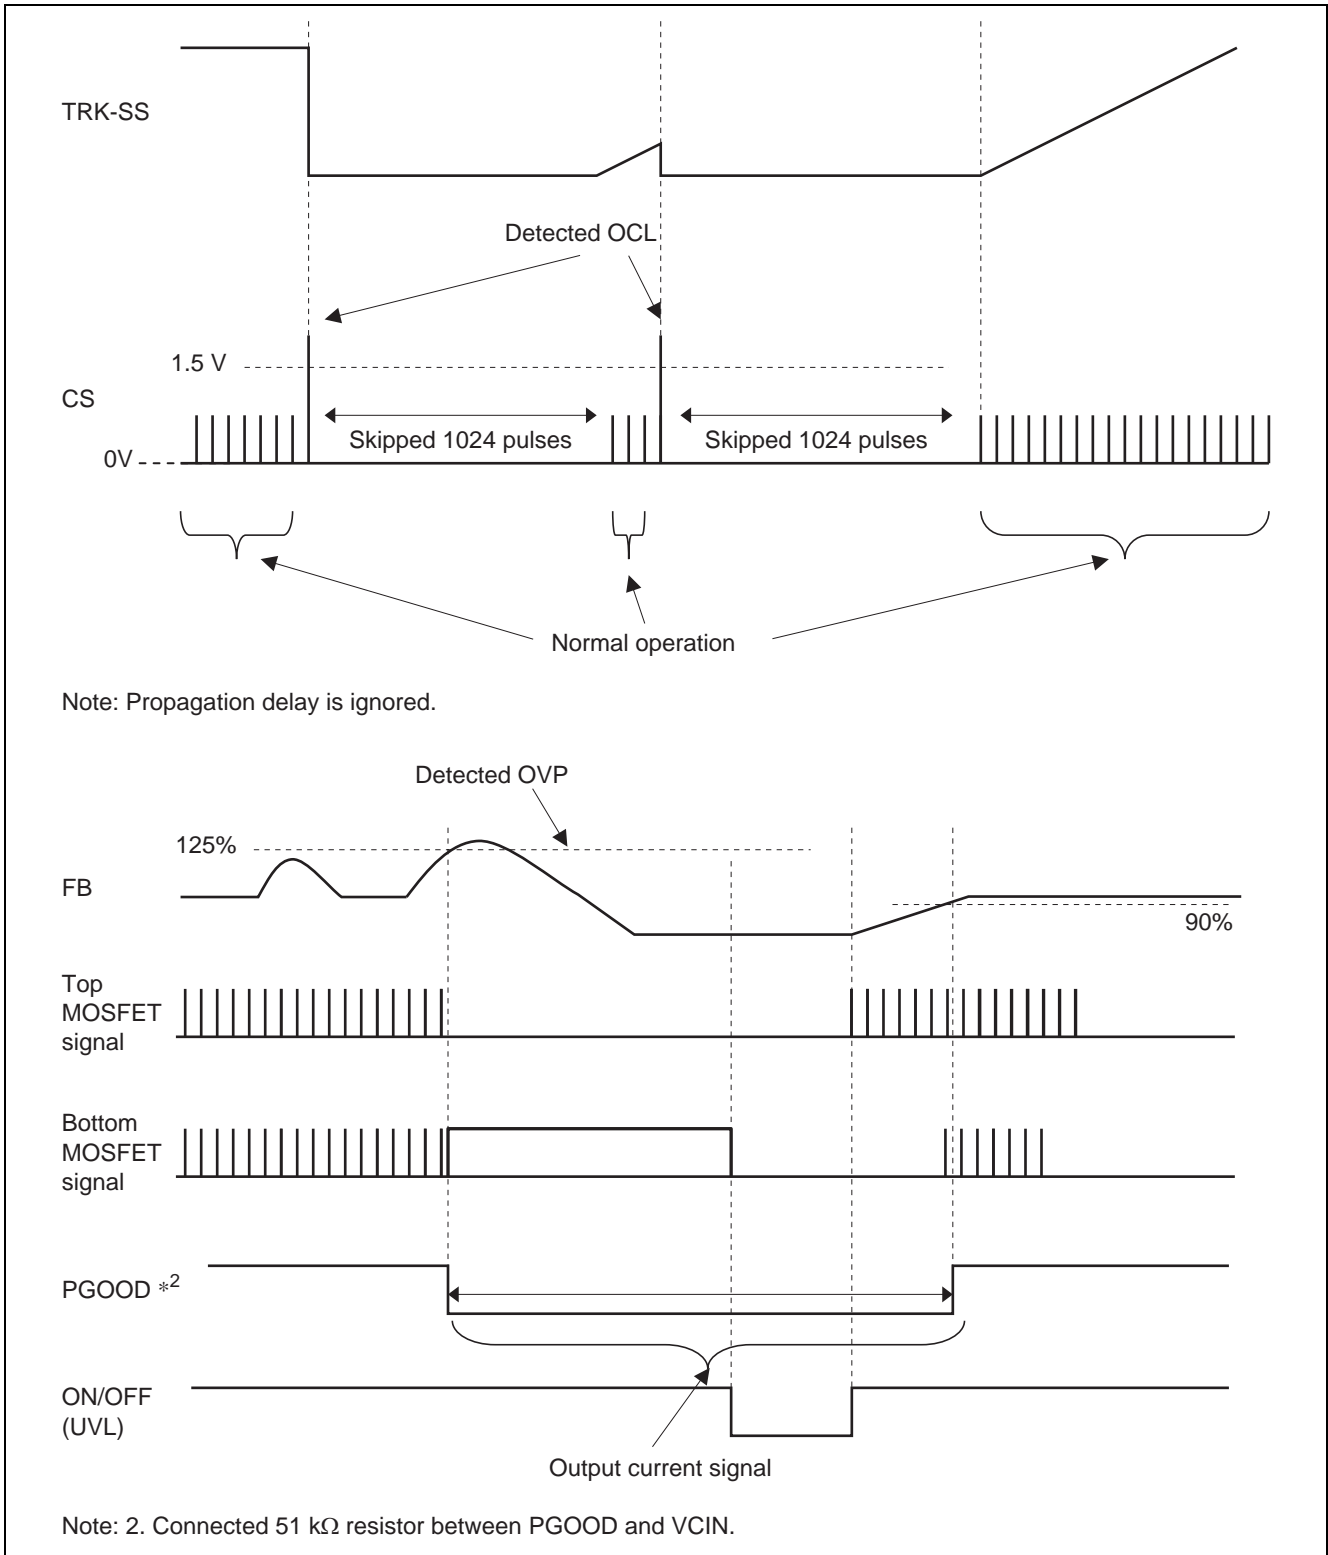 TRK-SS
Detected OCL
1.5 V
CS
Skipped 1024 pulses
Skipped 1024 pulses
0V
Normal operation
Note: Propagation delay is ignored.
Detected OVP
125%
FB
90%
Top
MOSFET
signal
Bottom
MOSFET
signal
PGOOD *2
ON/OFF
(UVL)
Output current signal
Note: 2. Connected 51 kΩ resistor between PGOOD and VCIN.